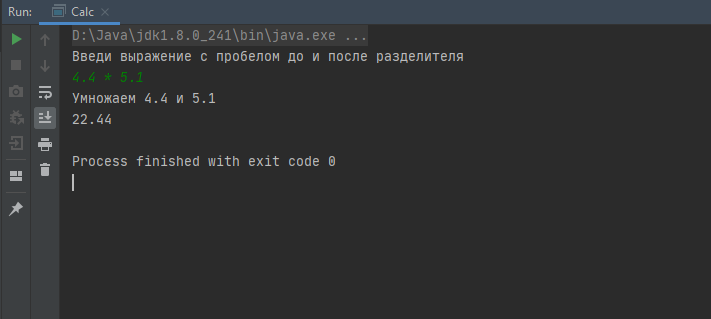 Run: Calc
D:\Java\jdk1.8.0_241\bin\java.exe ...
Введи выражение с пробелом до и после разделителя
4.4 * 5.1
Умножаем 4.4 и 5.1
22.44
Process finished with exit code 0